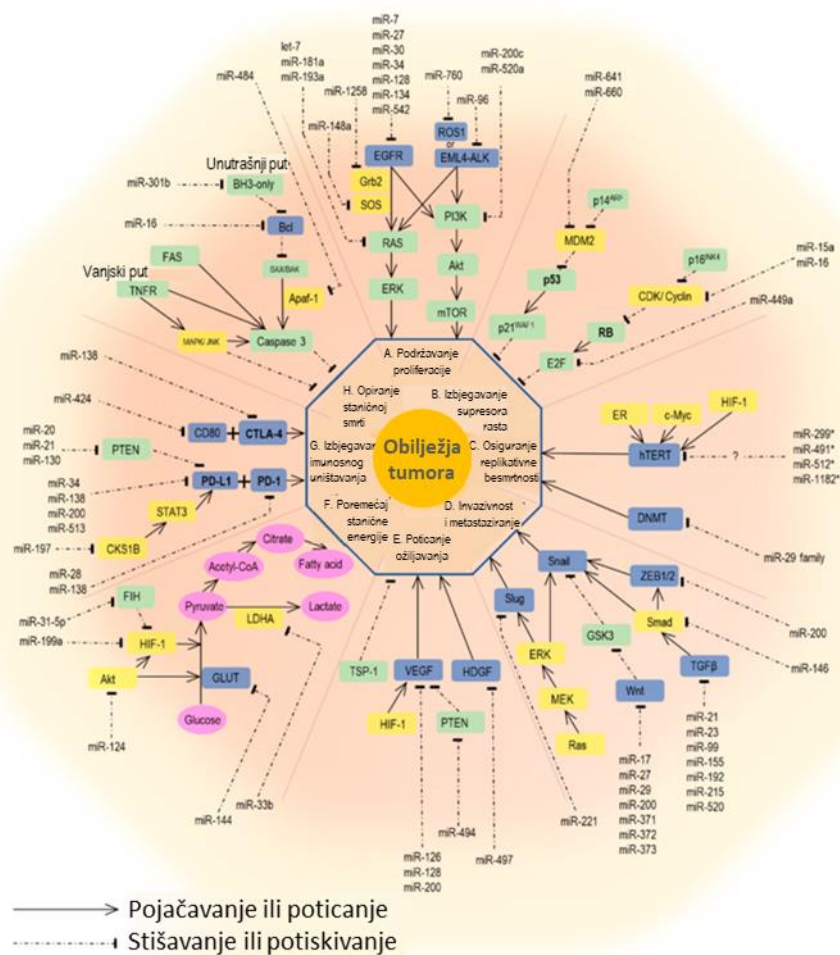 miR-7
miR-27
miR-30
miR-34
miR-128
miR-134
miR-542
let-7
miR-181a
miR-193a
miR-484
miR-1258
miR-148a
miR-200c
miR-520a
miR-760
miR-96
miR-641
miR-660
ROS1
or
EML4-ALK
EGFR
Grb2
SOS
RAS
ERK
PI3K
Akt
mTOR
p14ARF
MDM2
p53
p21WAF1
p16INK4
CDK/ Cyclin
RB
E2F
miR-15a
miR-16
miR-449a
Unutrašnji put
miR-301b
BH3-only
miR-16
Bcl
FAS
BAX/BAK
Vanjski put
TNFR
Apaf-1
MAPK/ JNK
Caspase 3
miR-138
miR-424
CD80
+
CTLA-4
miR-20
miR-21
miR-130
PTEN
miR-34
miR-138
miR-200
miR-513
PD-L1
+
PD-1
STAT3
miR-197
CKS1B
miR-28
miR-138
A. Podržavanje
proliferacije
B. Izbjegavanje
supresora
rasta
C. Osiguranje
replikativne
besmrtnosti
D. Invazivnost
i metastaziranje
E. Poticanje
ožiljavanja
F. Poremećaj
stanične
energije
G. Izbjegavanje
imunosnog
uništavanja
H. Opiranje
staničnoj
smrti
Obilježja
tumora
ER
c-Myc
HIF-1
hTERT
?
miR-299*
miR-491*
miR-512*
miR-1182*
DNMT
miR-29 family
Snail
ZEB1/2
Slug
Smad
GSK3
miR-200
ERK
TGFβ
miR-146
MEK
Wnt
Ras
miR-21
miR-23
miR-99
miR-155
miR-192
miR-215
miR-520
miR-17
miR-27
miR-29
miR-200
miR-371
miR-372
miR-373
miR-221
Citrate
Acetyl-CoA
Fatty acid
FIH
miR-31-5p
Pyruvate
Lactate
LDHA
miR-199a
HIF-1
Akt
GLUT
Glucose
miR-124
miR-144
miR-33b
TSP-1
VEGF
HDGF
HIF-1
PTEN
miR-494
miR-497
miR-126
miR-128
miR-200
Pojačavanje ili poticanje
Stišavanje ili potiskivanje